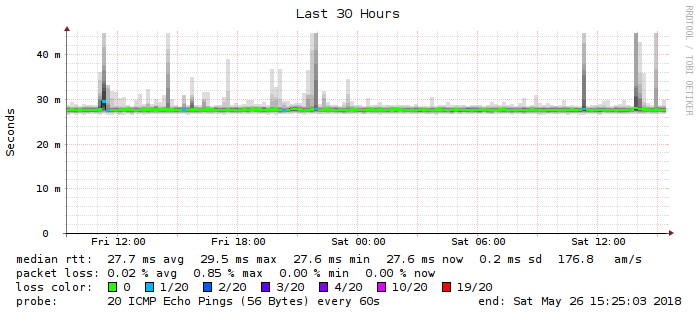 Last 30 Hours
RRDTOOL / TOBI OETIKER
Seconds
40 m
30 m
20 m
10 m
0
Fri 12:00 Fri 18:00 Sat 00:00 Sat 06:00 Sat 12:00
median rtt: 27.7 ms avg 29.5 ms max 27.6 ms min 27.6 ms now 0.2 ms sd 176.8 am/s
packet loss: 0.02 % avg 0.85 % max 0.00 % min 0.00 % now
loss color: 0 1/20 2/20 3/20 4/20 10/20 19/20
probe: 20 ICMP Echo Pings (56 Bytes) every 60s end: Sat May 26 15:25:03 2018